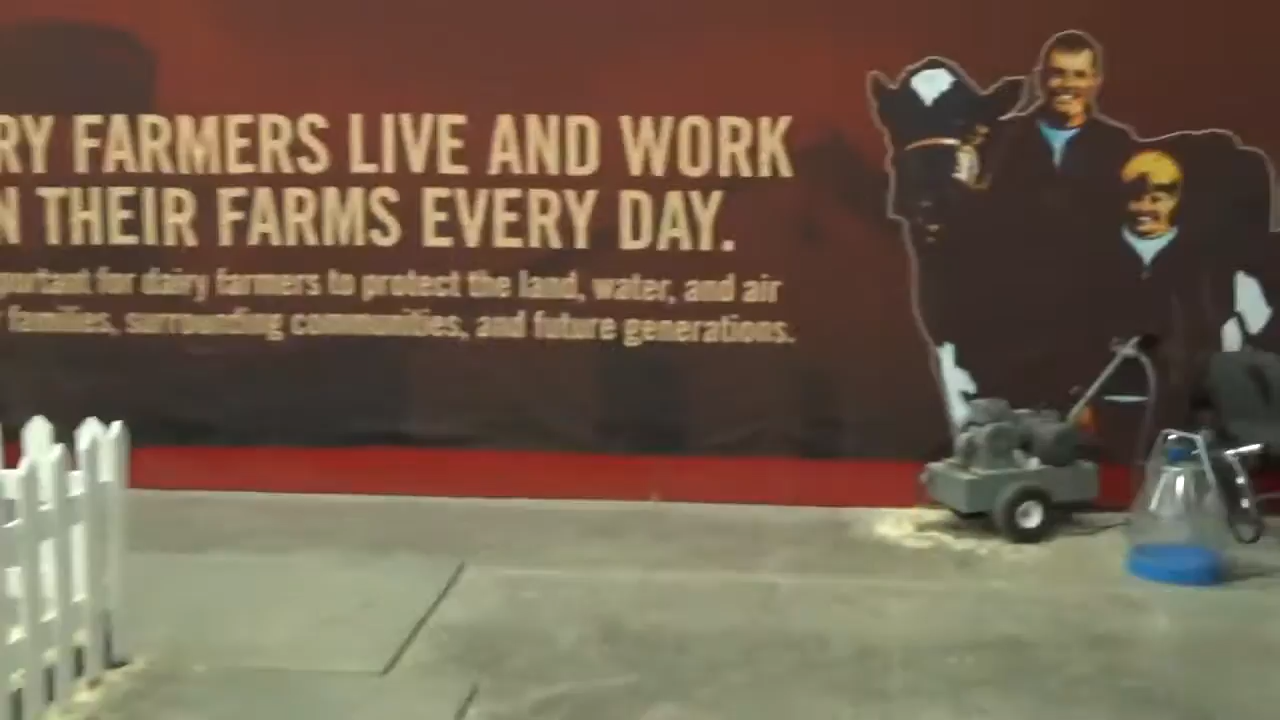 RY FARMERS LIVE AND WORK
N THEIR FARMS EVERY DAY.
portant for dairy farmers to protect the land, water, and air
families, surrounding communities, and future generations.